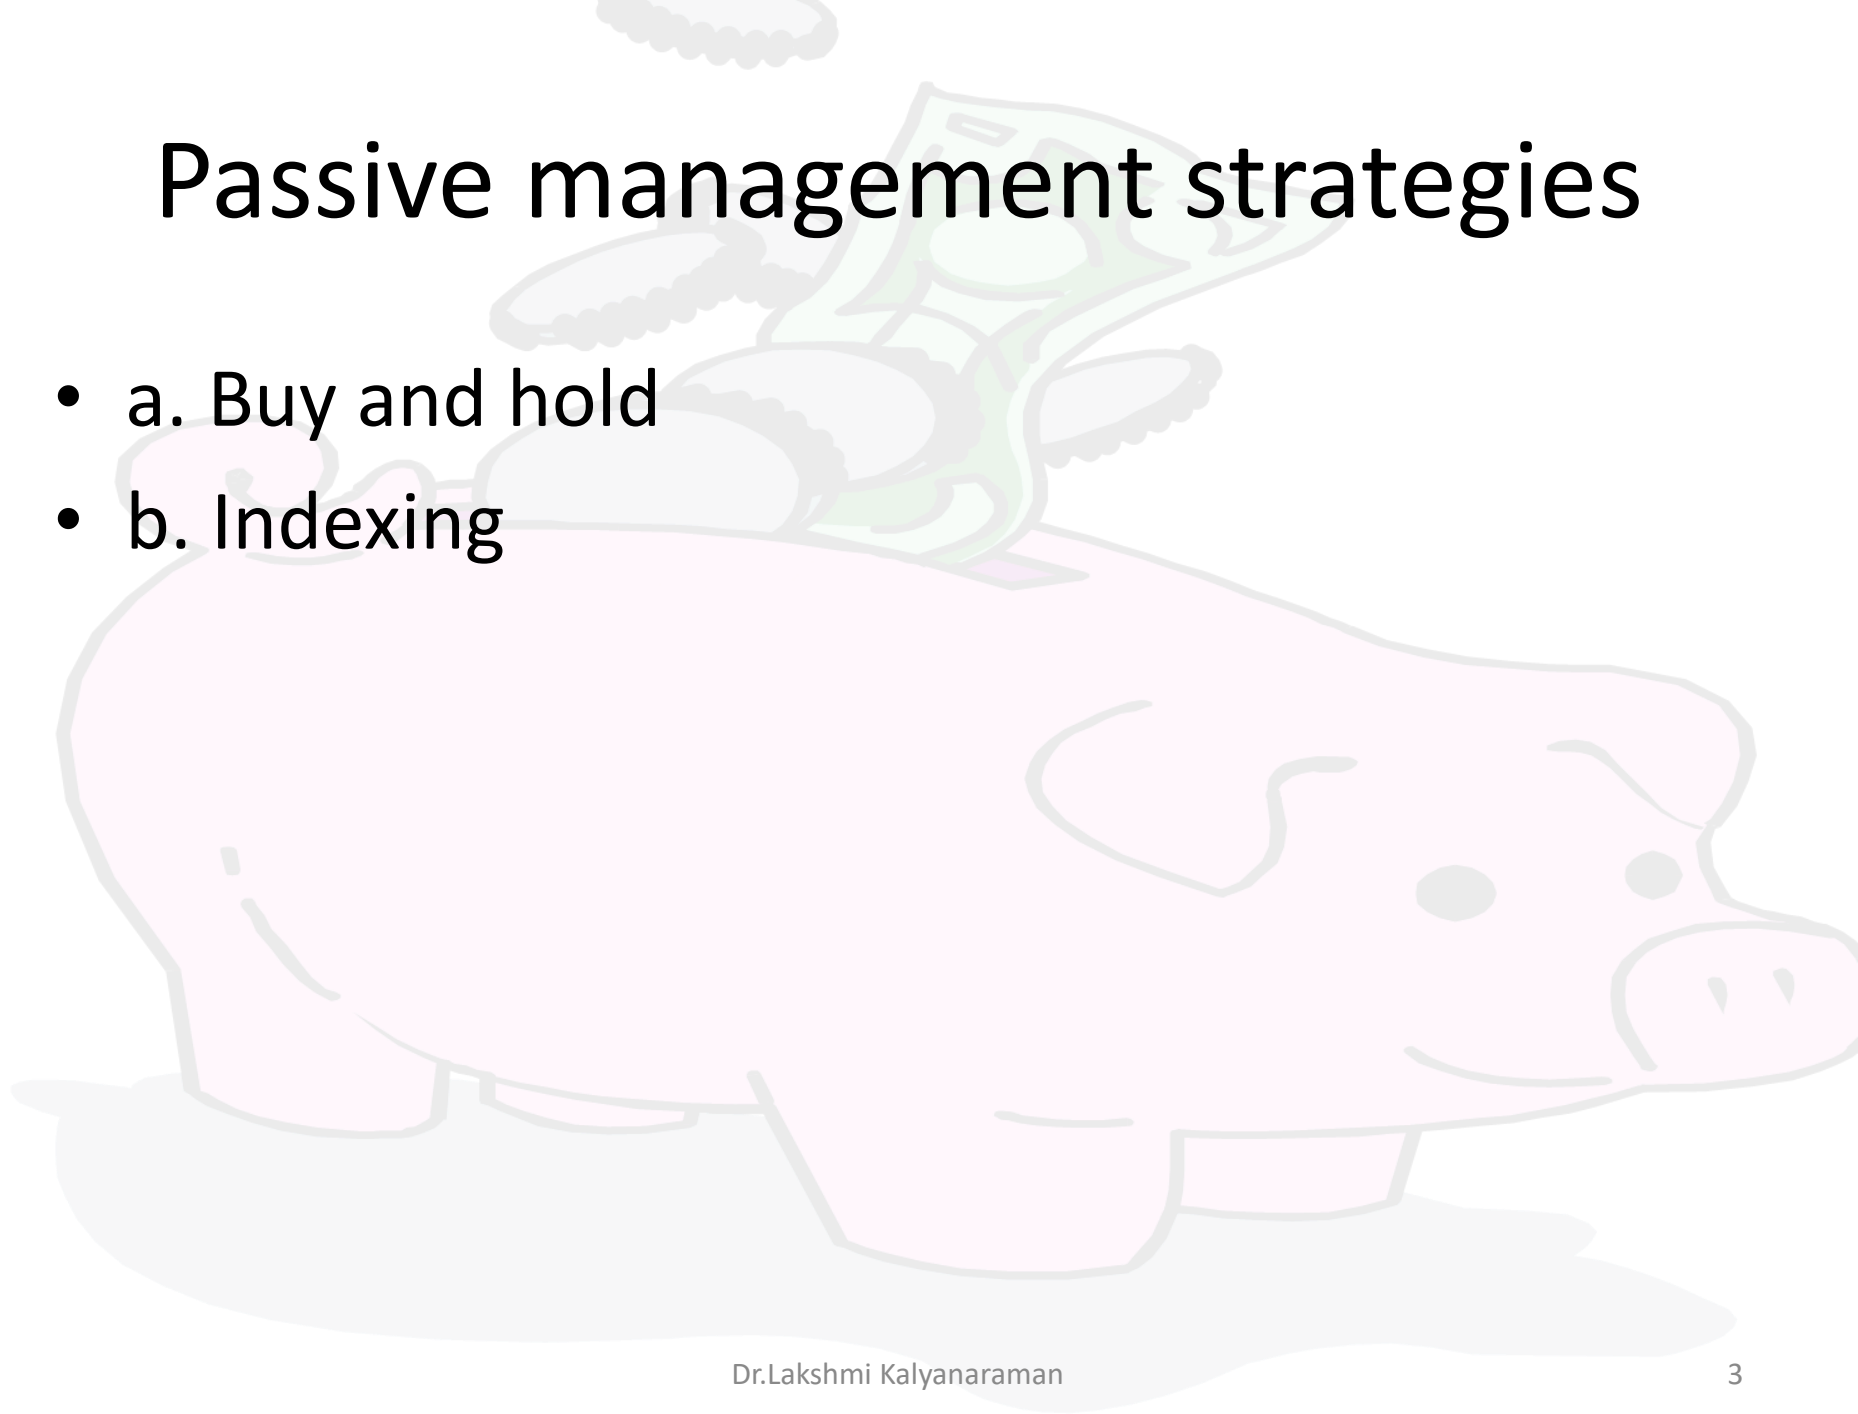 Passive management strategies
• a. Buy and hold
• b. Indexing
Dr.Lakshmi Kalyanaraman
3